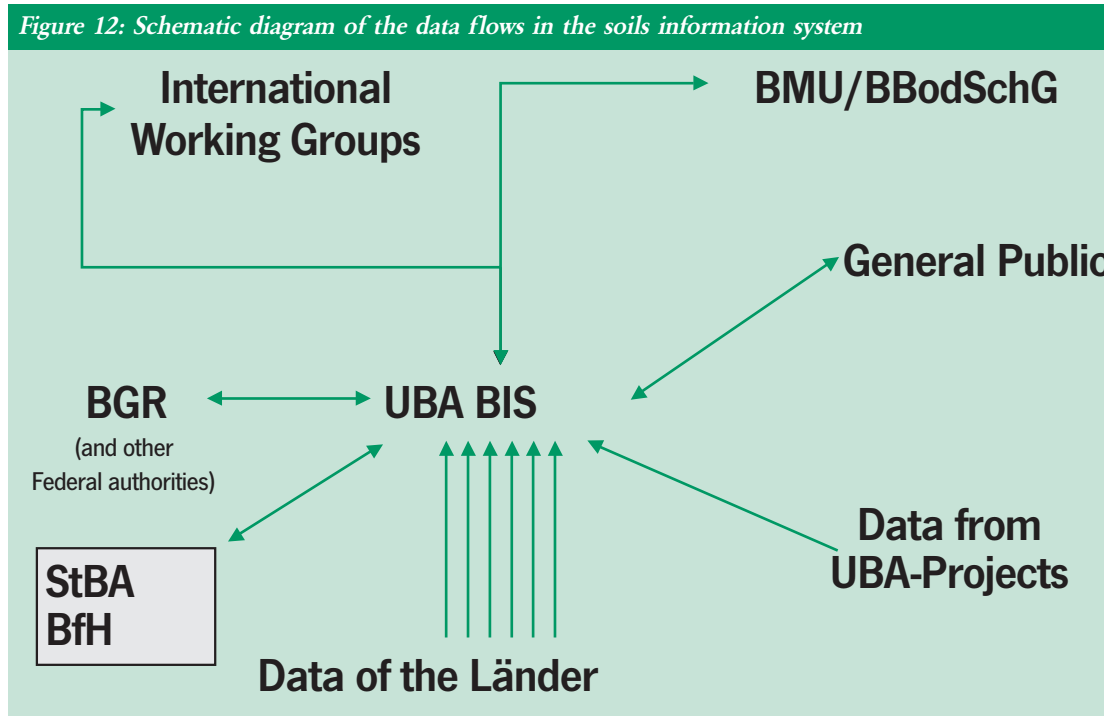 Figure 12: Schematic diagram of the data flows in the soils information system
International
Working Groups
BMU/BBodSchG
General Public
BGR
(and other
Federal authorities)
UBA BIS
StBA
BfH
Data from
UBA-Projects
Data of the Länder